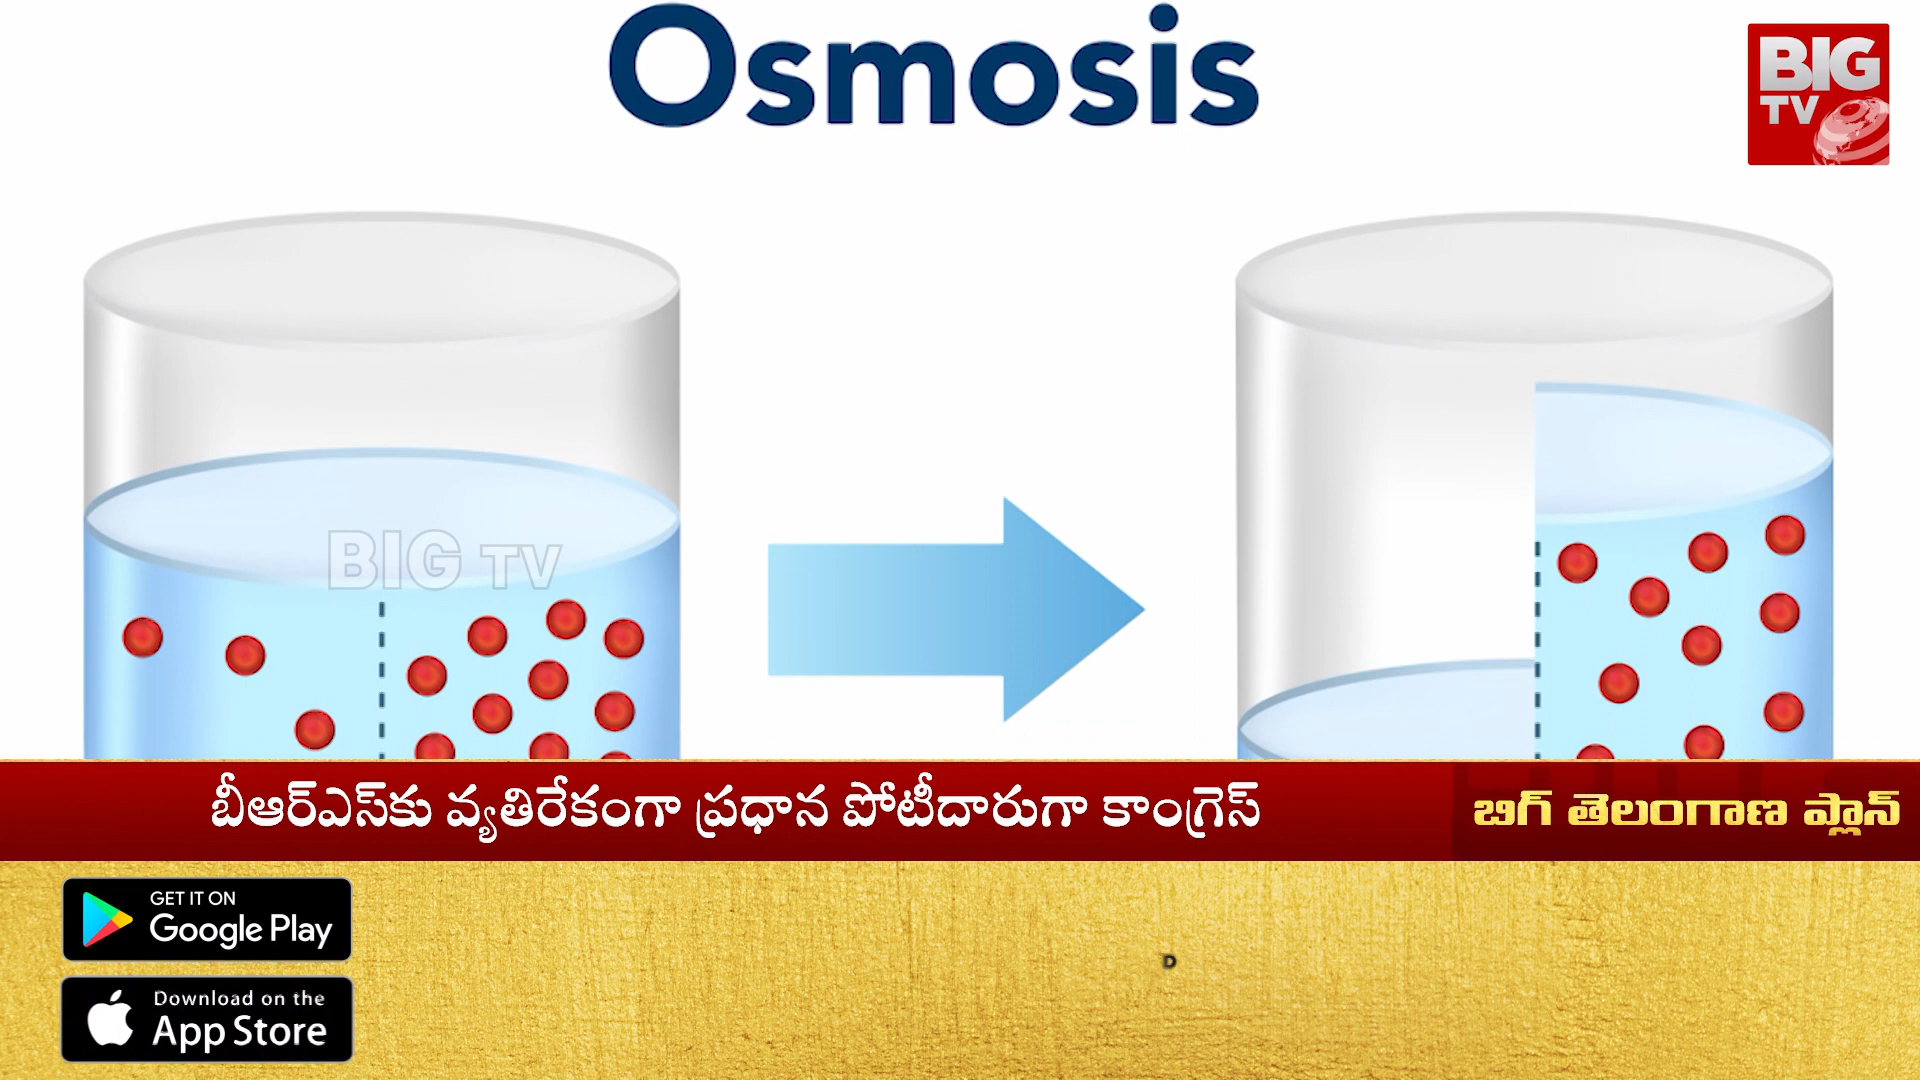 Osmosis
BIG
TV
BIG TV
బీఆర్ఎస్‌కు వ్యతిరేకంగా ప్రధాన పోటీదారుగా కాంగ్రెస్
బిగ్ తెలంగాణ ప్లాన్
GET IT ON
Google Play
D
Download on the
App Store